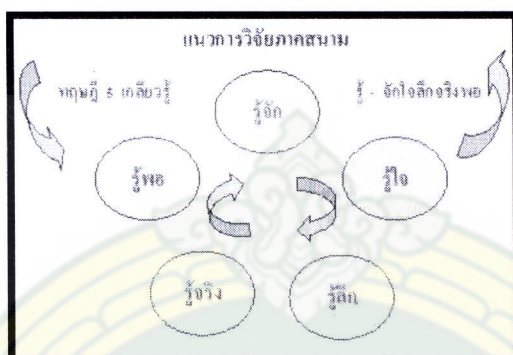 แนวการวิจัยภาคสนาม
ทฤษฎี 5 เกลียวรู้
รู้ - จักใจลึกจริงพอ
รู้จัก
รู้พอ
รู้ใจ
รู้จริง
รู้ลึก